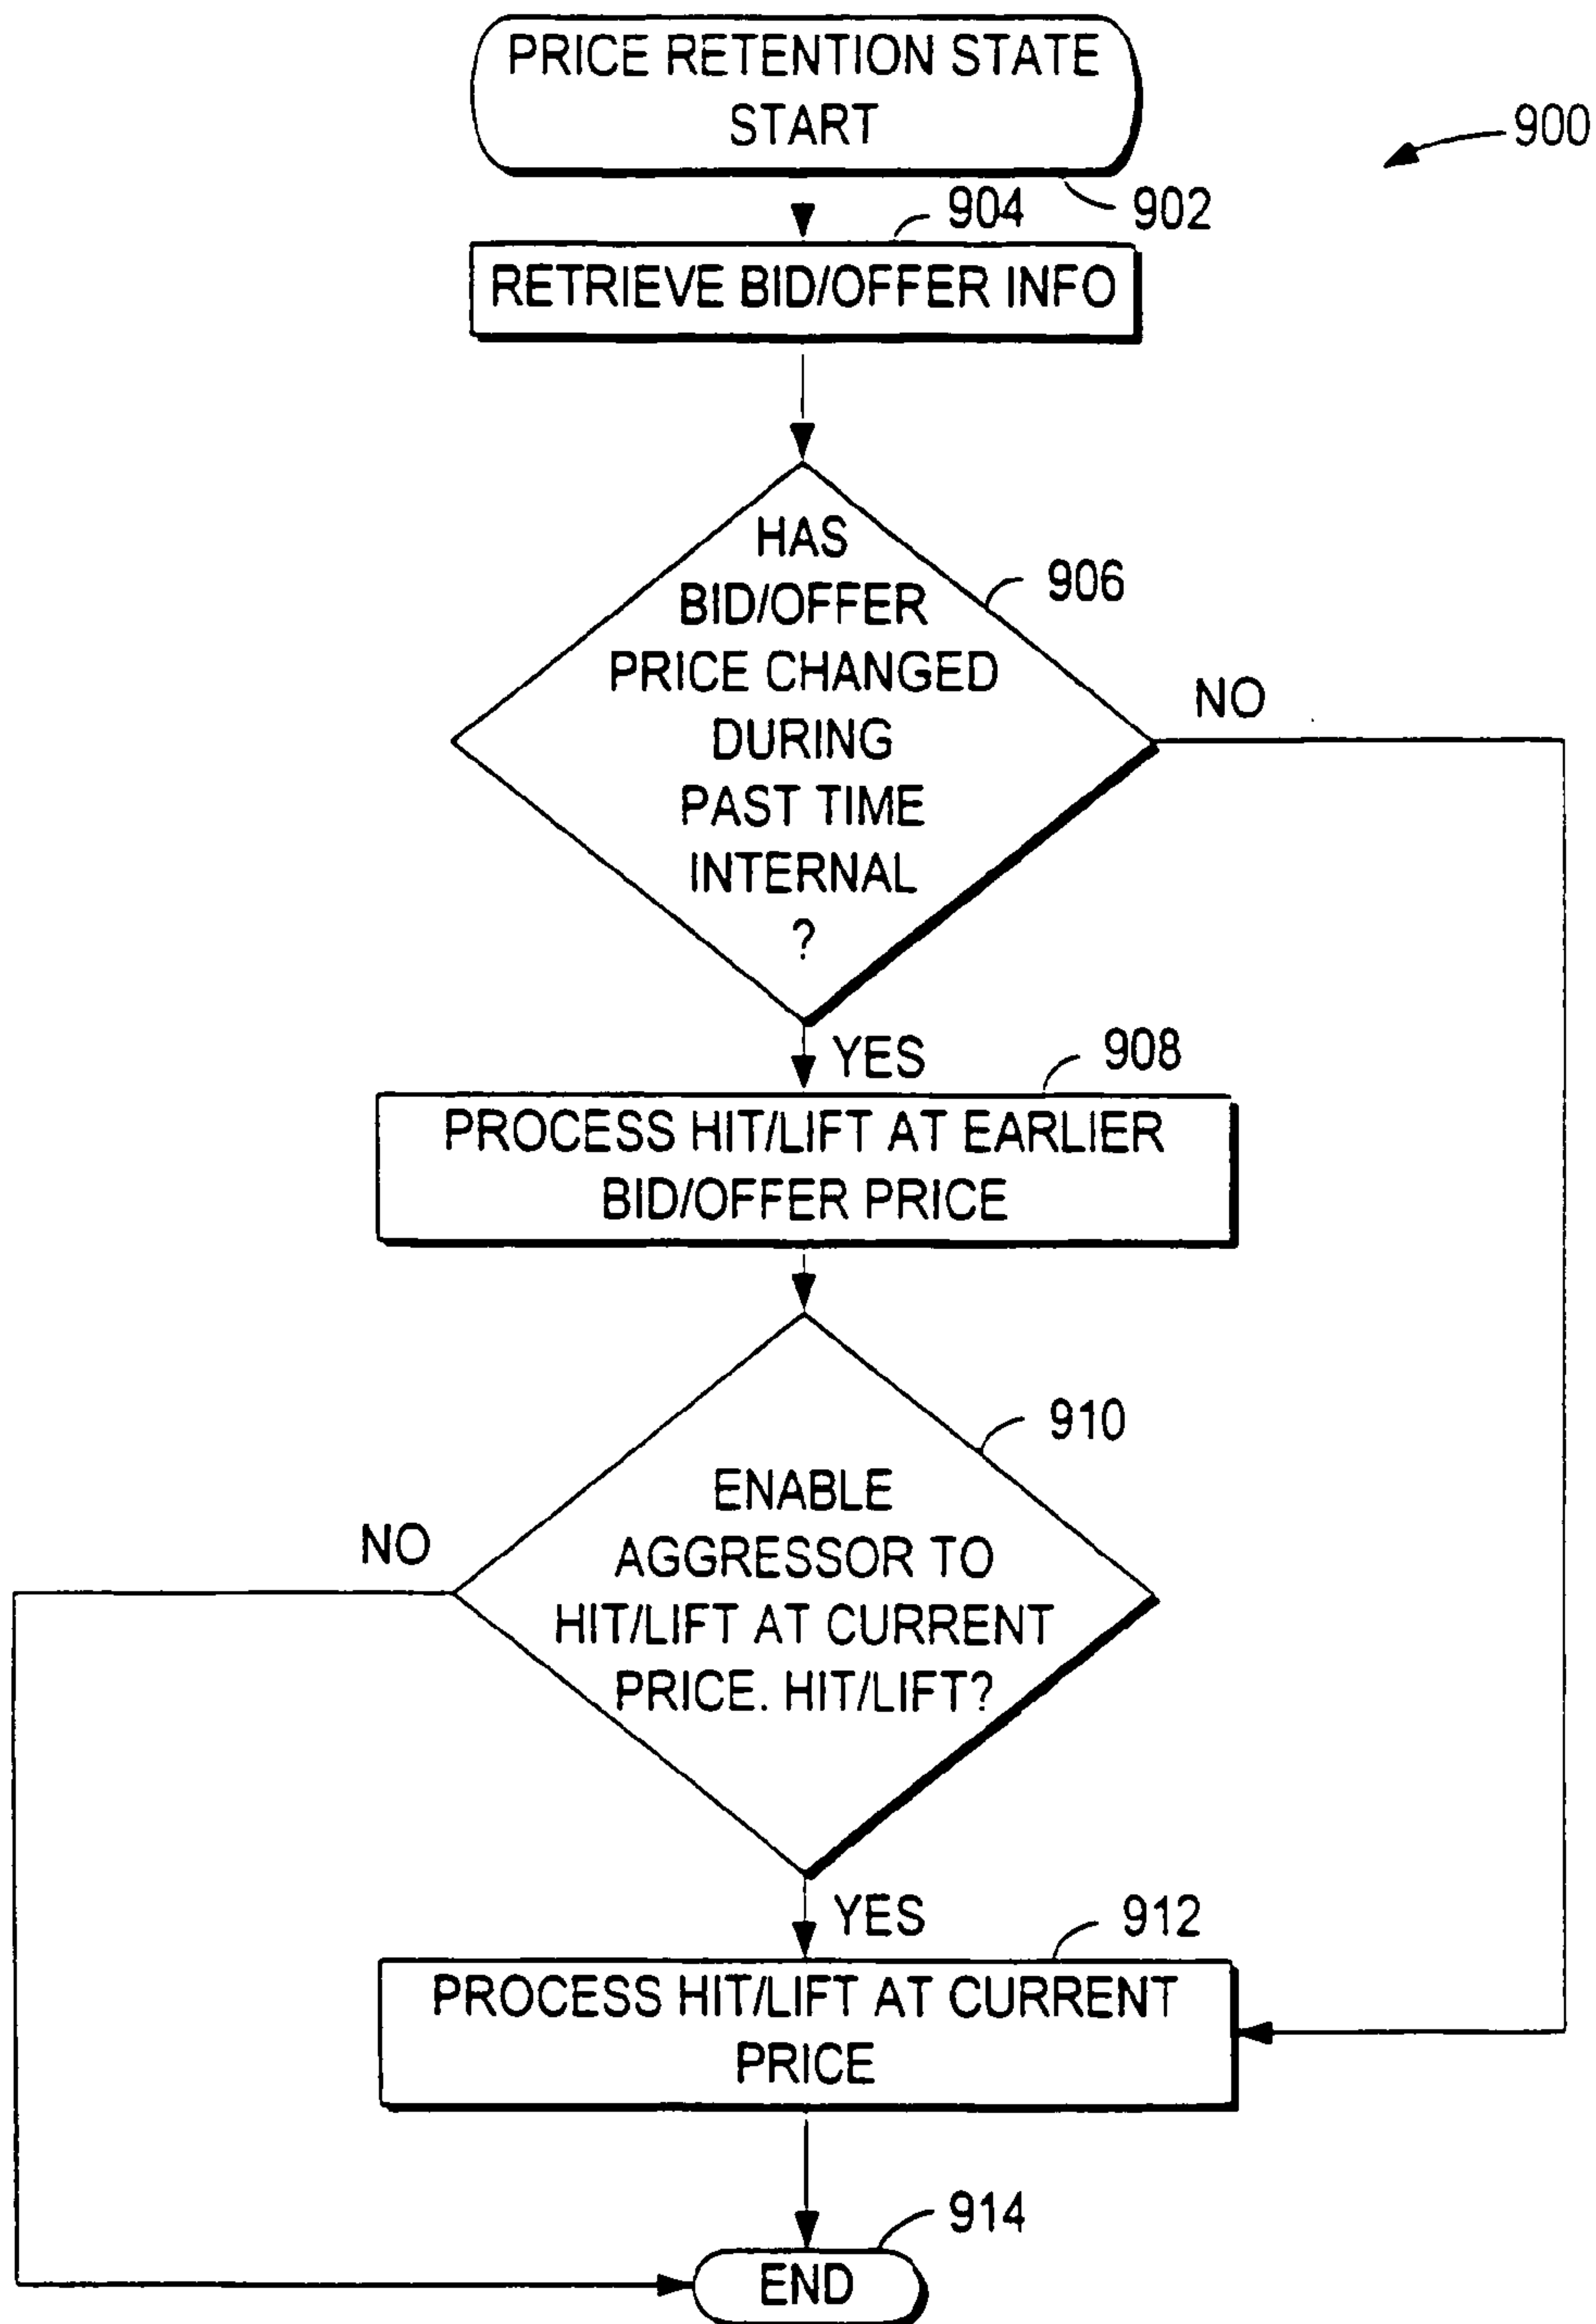 PRICE RETENTION STATE
START
900
902
904
RETRIEVE BID/OFFER INFO
HAS
BID/OFFER
PRICE CHANGED
DURING
PAST TIME
INTERNAL
?
906
NO
YES
908
PROCESS HIT/LIFT AT EARLIER
BID/OFFER PRICE
910
ENABLE
AGGRESSOR TO
HIT/LIFT AT CURRENT
PRICE. HIT/LIFT?
NO
YES
912
PROCESS HIT/LIFT AT CURRENT
PRICE
914
END